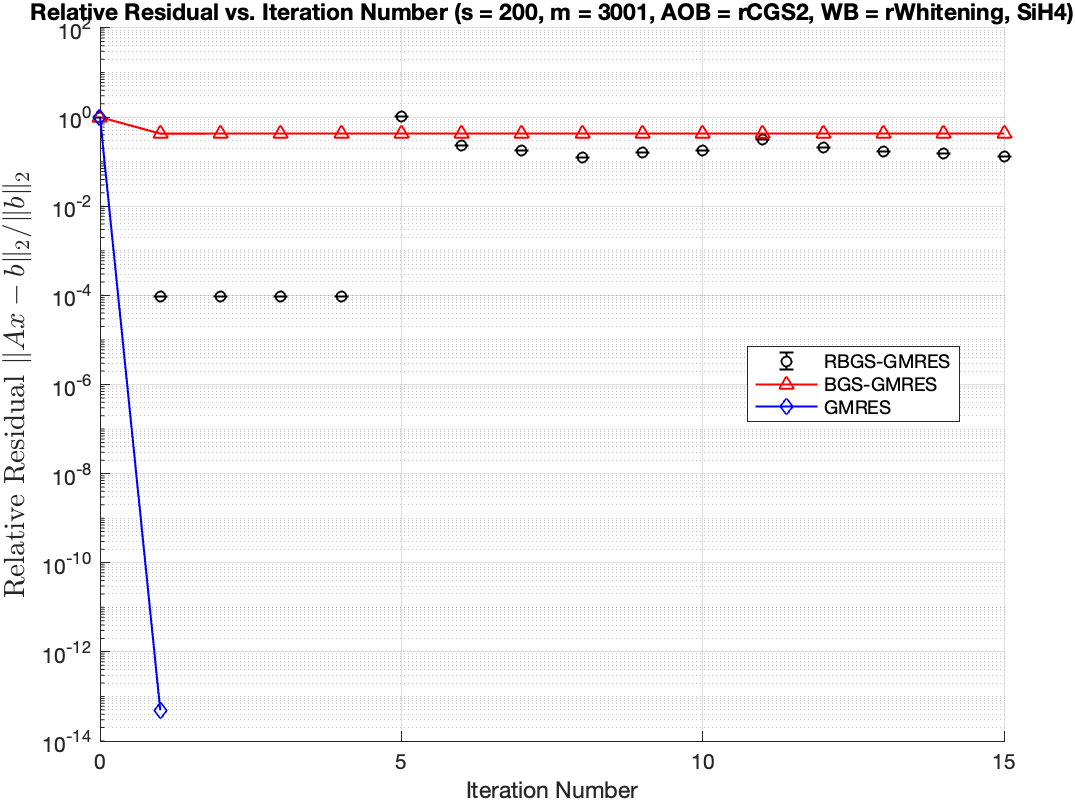 Relative Residual vs. Iteration Number (s = 200, m = 3001, AOB = rCGS2, WB = rWhitening, SiH4)
10^2
10^0
10^-2
10^-4
10^-6
10^-8
10^-10
10^-12
10^-14
Relative Residual ||Ax − b||_2/||b||_2
RBGS-GMRES
BGS-GMRES
GMRES
0 5 10 15
Iteration Number